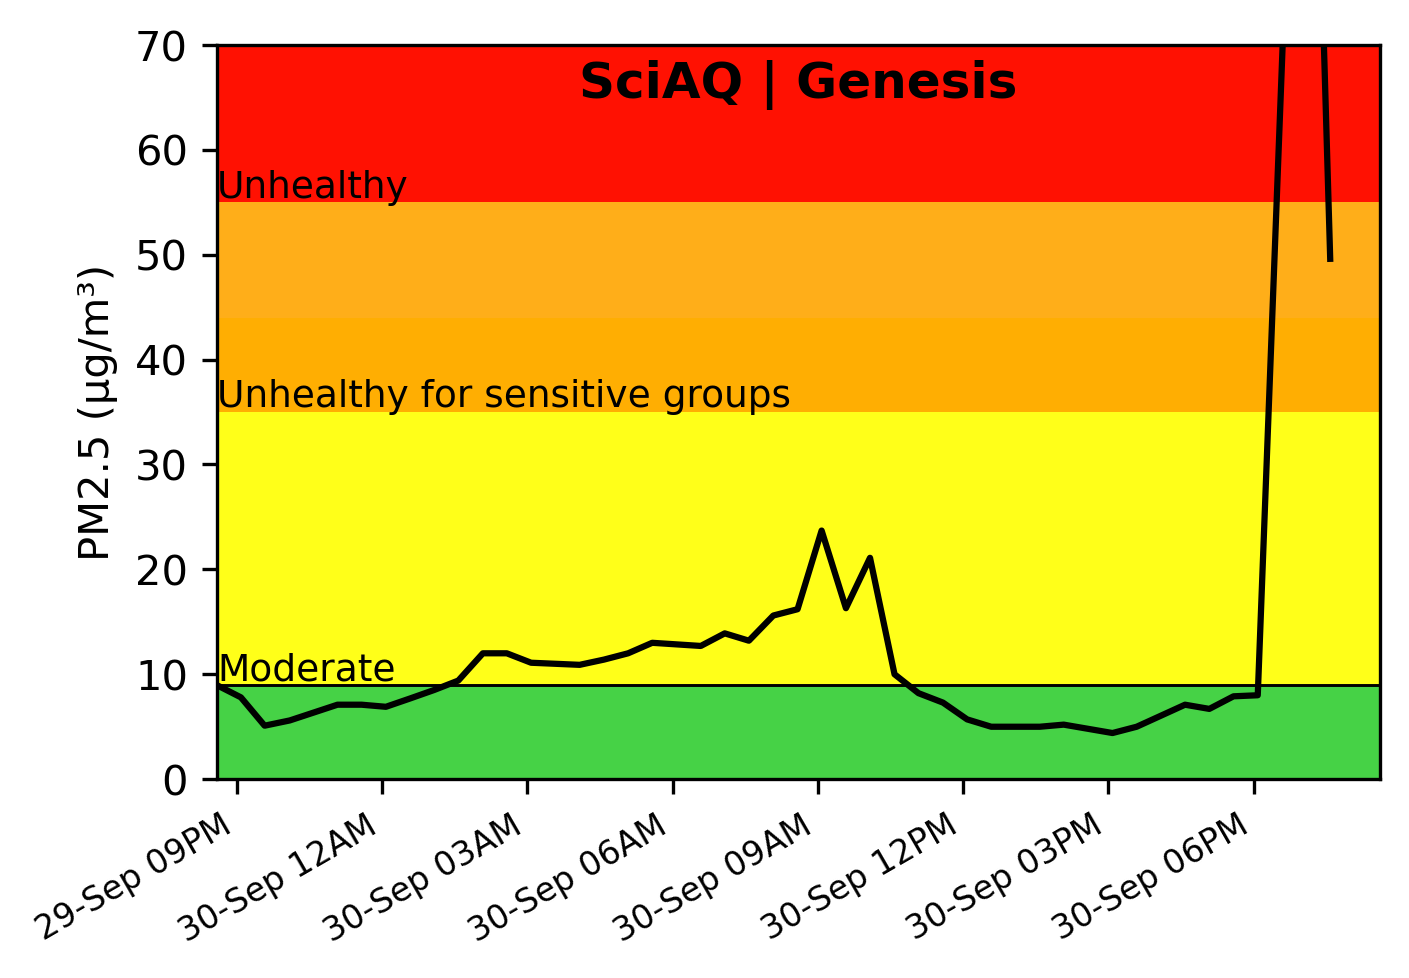 SciAQ | Genesis
PM2.5 (µg/m³)
70
60
Unhealthy
50
40
Unhealthy for sensitive groups
30
20
10
Moderate
0
29-Sep 09PM
30-Sep 12AM
30-Sep 03AM
30-Sep 06AM
30-Sep 09AM
30-Sep 12PM
30-Sep 03PM
30-Sep 06PM